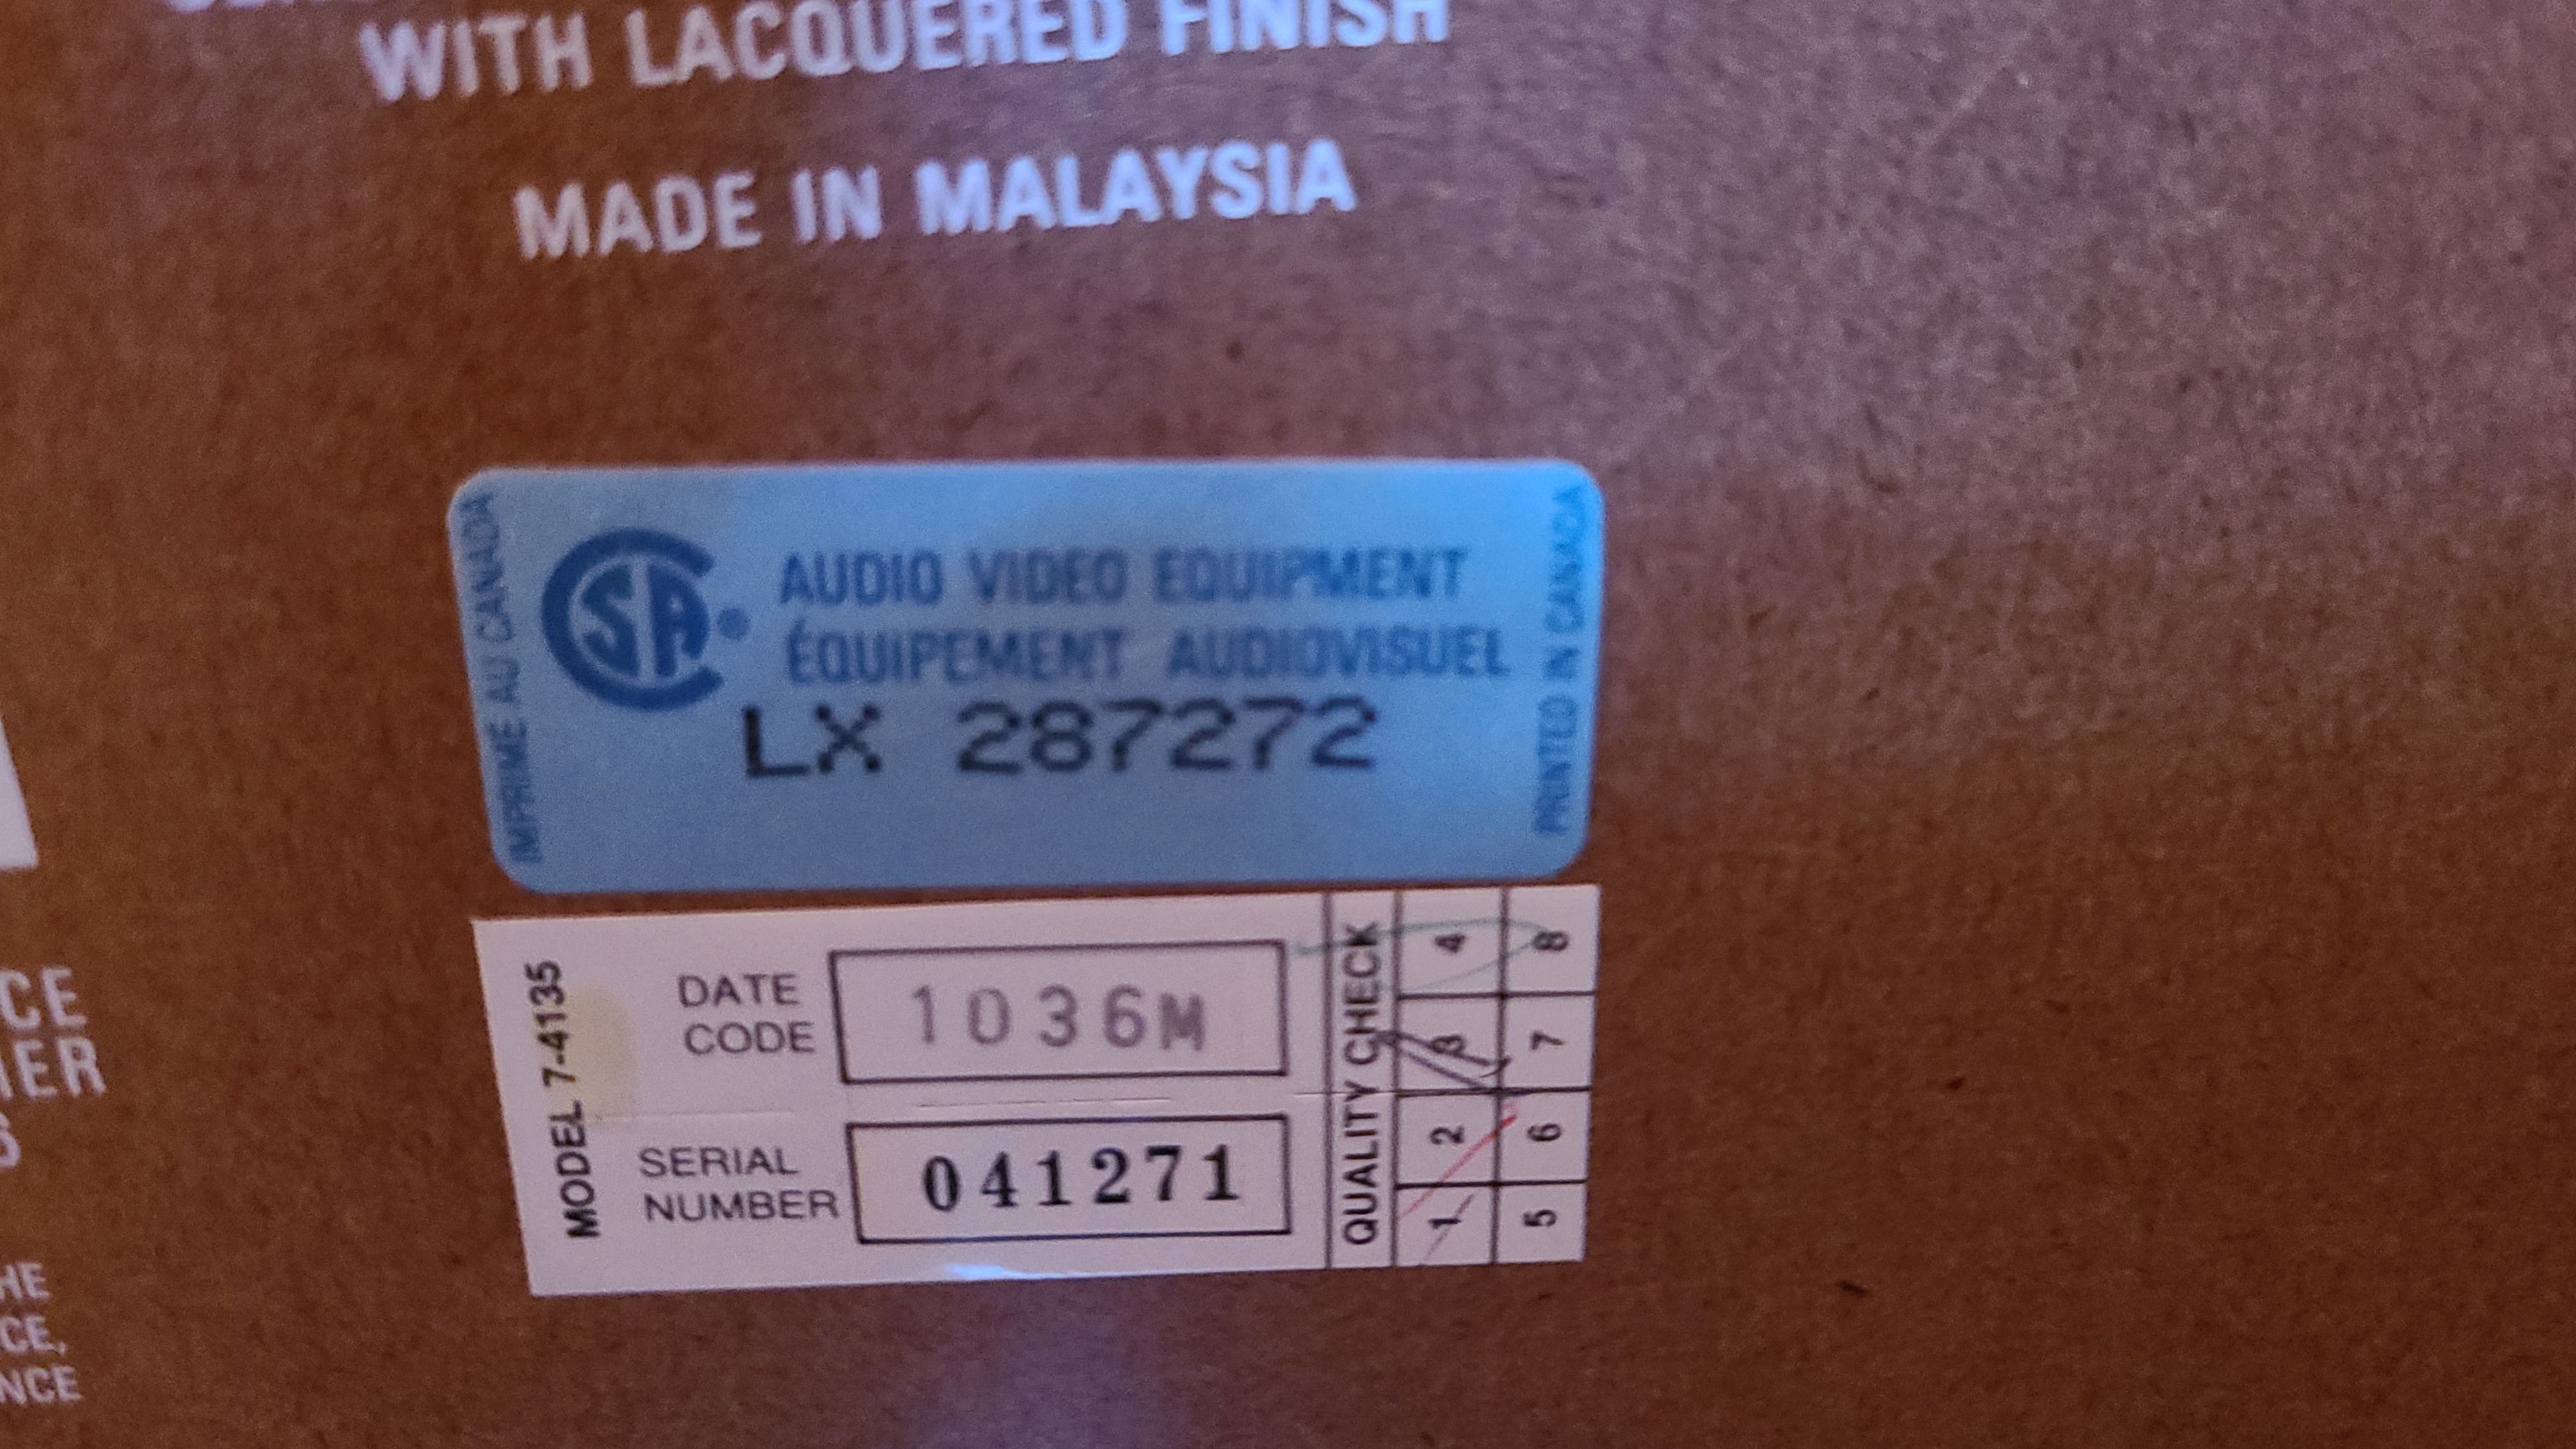 WITH LACQUERED FINISH
MADE IN MALAYSIA
IMPRIMÉ AU CANADA
CSA®
AUDIO VIDEO EQUIPMENT
ÉQUIPEMENT AUDIOVISUEL
LX 287272
PRINTED IN CANADA
MODEL 7-4135
DATE
CODE
1036M
SERIAL
NUMBER
041271
QUALITY CHECK
1 2 3 4
5 6 7 8
CE
IER
HE
CE,
NCE